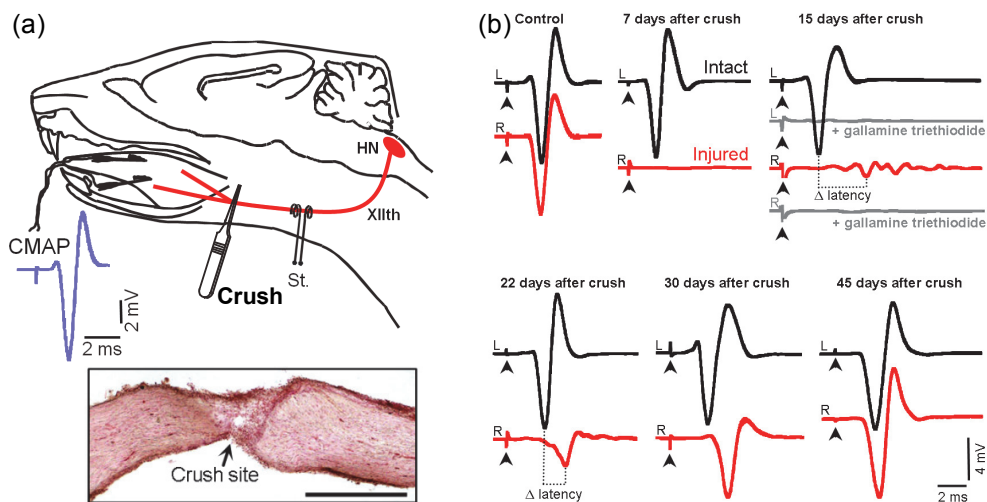 (a)
HN
XIIth
CMAP
St.
Crush
2 mV
2 ms
Crush site
(b)
Control
7 days after crush
15 days after crush
L
L
Intact
L
L
+ gallamine triethiodide
R
R
Injured
R
Δ latency
R
+ gallamine triethiodide
22 days after crush
30 days after crush
45 days after crush
L
L
L
R
R
R
Δ latency
4 mV
2 ms